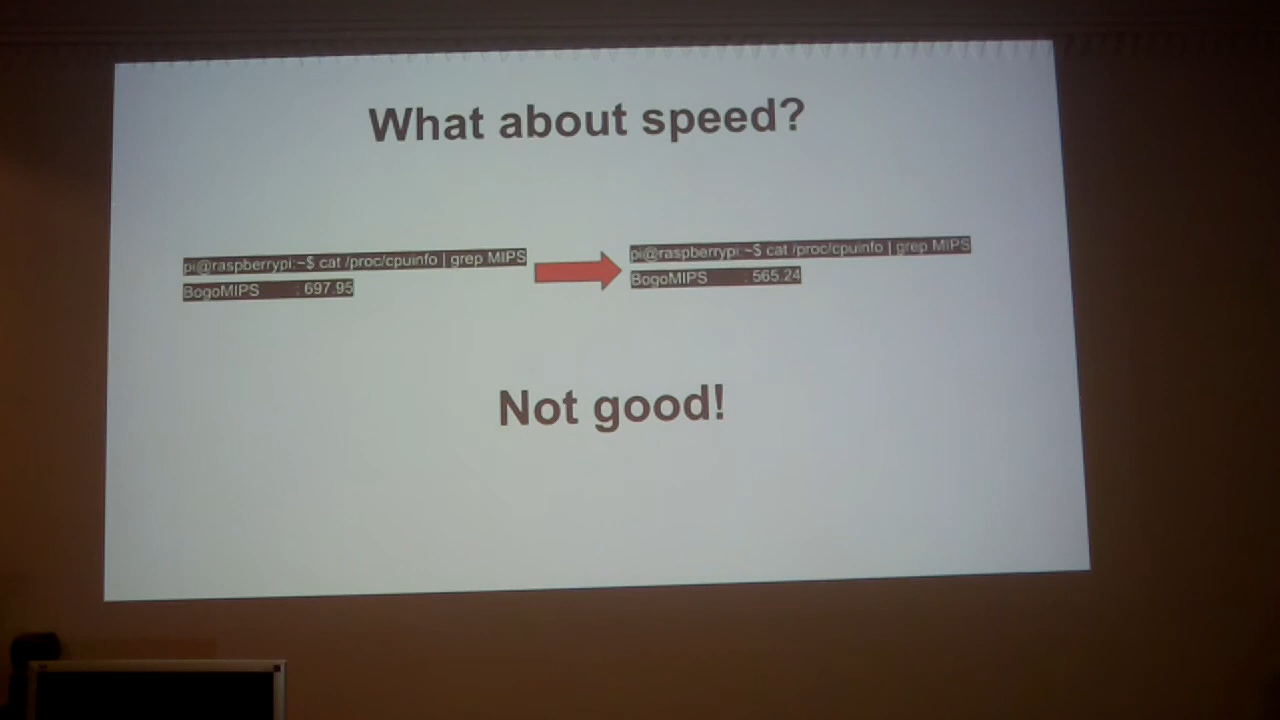 What about speed?
pi@raspberrypi:~$ cat /proc/cpuinfo | grep MIPS
BogoMIPS : 697.95
pi@raspberrypi:~$ cat /proc/cpuinfo | grep MIPS
BogoMIPS : 565.24
Not good!